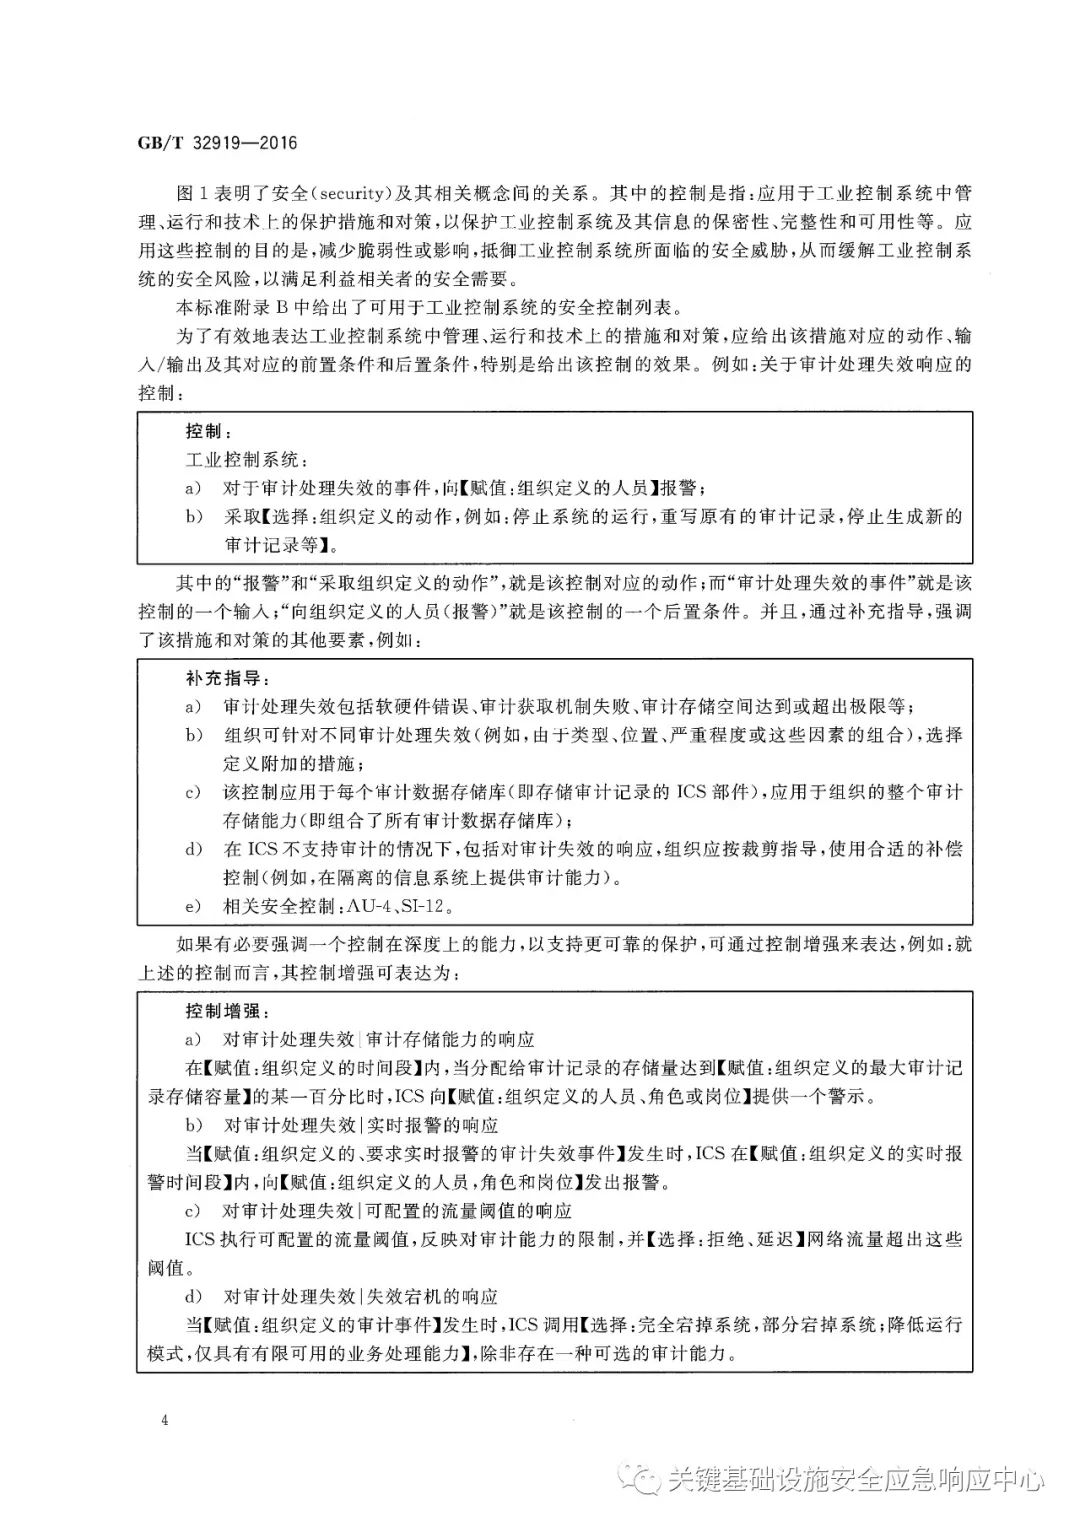 GB/T 32919—2016
图 1 表明了安全(security)及其相关概念间的关系。其中的控制是指:应用于工业控制系统中管
理、运行和技术上的保护措施和对策,以保护工业控制系统及其信息的保密性、完整性和可用性等。应
用这些控制的目的是,减少脆弱性或影响,抵御工业控制系统所面临的安全威胁,从而缓解工业控制系
统的安全风险,以满足利益相关者的安全需要。
本标准附录 B 中给出了可用于工业控制系统的安全控制列表。
为了有效地表达工业控制系统中管理、运行和技术上的措施和对策,应给出该措施对应的动作、输
入/输出及其对应的前置条件和后置条件,特别是给出该控制的效果。例如:关于审计处理失效响应的
控制:
控制:
工业控制系统:
a) 对于审计处理失效的事件,向【赋值:组织定义的人员】报警;
b) 采取【选择:组织定义的动作,例如:停止系统的运行,重写原有的审计记录,停止生成新的
审计记录等】。
其中的“报警”和“采取组织定义的动作”,就是该控制对应的动作;而“审计处理失效的事件”就是该
控制的一个输入;“向组织定义的人员(报警)”就是该控制的一个后置条件。并且,通过补充指导,强调
了该措施和对策的其他要素,例如:
补充指导:
a) 审计处理失效包括软硬件错误、审计获取机制失败、审计存储空间达到或超出极限等;
b) 组织可针对不同审计处理失效(例如,由于类型、位置、严重程度或这些因素的组合),选择
定义附加的措施;
c) 该控制应用于每个审计数据存储库(即存储审计记录的 ICS 部件),应用于组织的整个审计
存储能力(即组合了所有审计数据存储库);
d) 在 ICS 不支持审计的情况下,包括对审计失效的响应,组织应按裁剪指导,使用合适的补偿
控制(例如,在隔离的信息系统上提供审计能力)。
e) 相关安全控制:AU-4、SI-12。
如果有必要强调一个控制在深度上的能力,以支持更可靠的保护,可通过控制增强来表达,例如:就
上述的控制而言,其控制增强可表达为:
控制增强:
a) 对审计处理失效|审计存储能力的响应
在【赋值:组织定义的时间段】内,当分配给审计记录的存储量达到【赋值:组织定义的最大审计记
录存储容量】的某一百分比时,ICS 向【赋值:组织定义的人员、角色或岗位】提供一个警示。
b) 对审计处理失效|实时报警的响应
当【赋值:组织定义的、要求实时报警的审计失效事件】发生时,ICS 在【赋值:组织定义的实时报
警时间段】内,向【赋值:组织定义的人员,角色和岗位】发出报警。
c) 对审计处理失效|可配置的流量阈值的响应
ICS 执行可配置的流量阈值,反映对审计能力的限制,并【选择:拒绝、延迟】网络流量超出这些
阈值。
d) 对审计处理失效|失效宕机的响应
当【赋值:组织定义的审计事件】发生时,ICS 调用【选择:完全宕掉系统,部分宕掉系统;降低运行
模式,仅具有有限可用的业务处理能力】,除非存在一种可选的审计能力。
4
关键基础设施安全应急响应中心